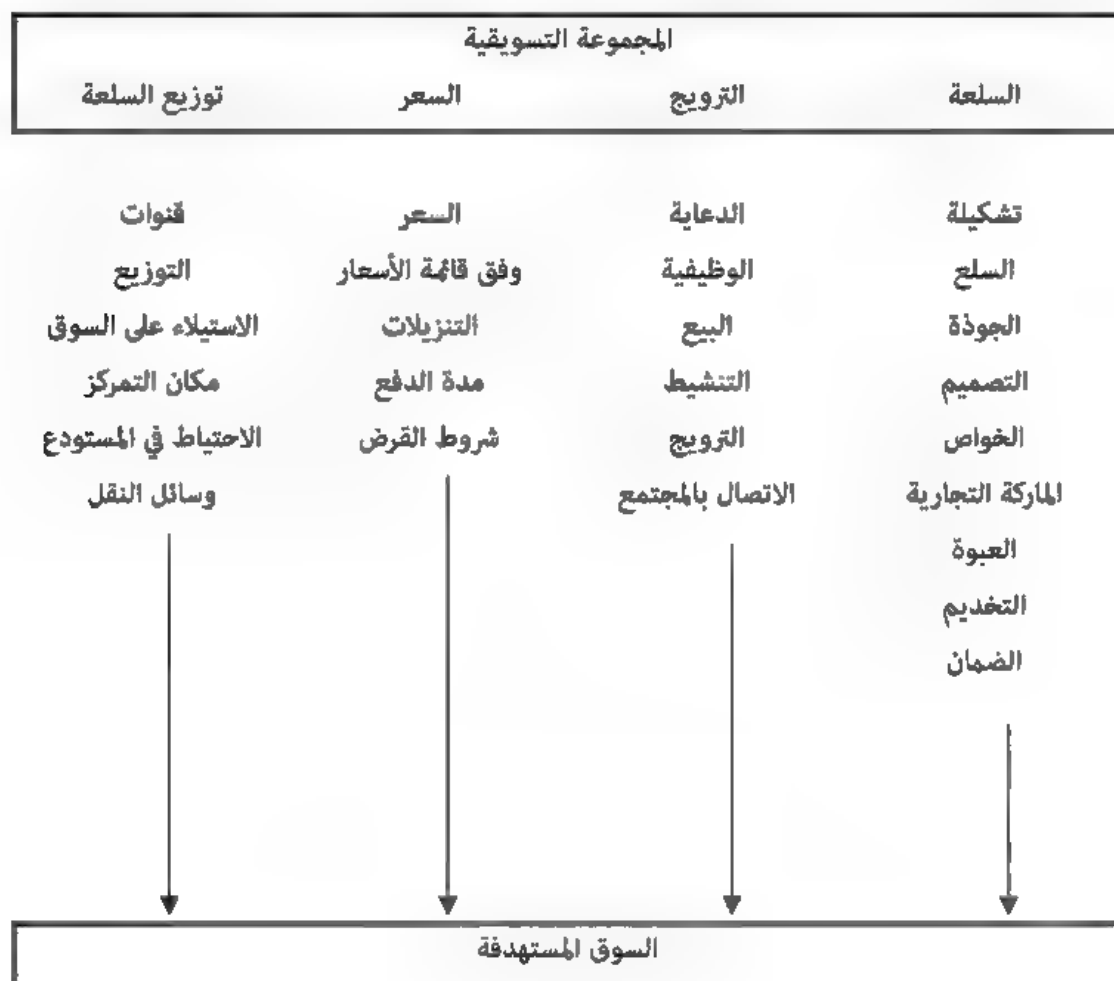 المجموعة التسويقية
السلعة الترويج السعر توزيع السلعة
تشكيلة الدعاية السعر قنوات
السلع الوظيفية وفق قائمة الأسعار التوزيع
الجوذة البيع التنزيلات الاستيلاء على السوق
التصميم التنشيط مدة الدفع مكان التمركز
الخواص الترويج شروط القرض الاحتياط في المستودع
الماركة التجارية الاتصال بالمجتمع وسائل النقل
العبوة
التخديم
الضمان
السوق المستهدفة